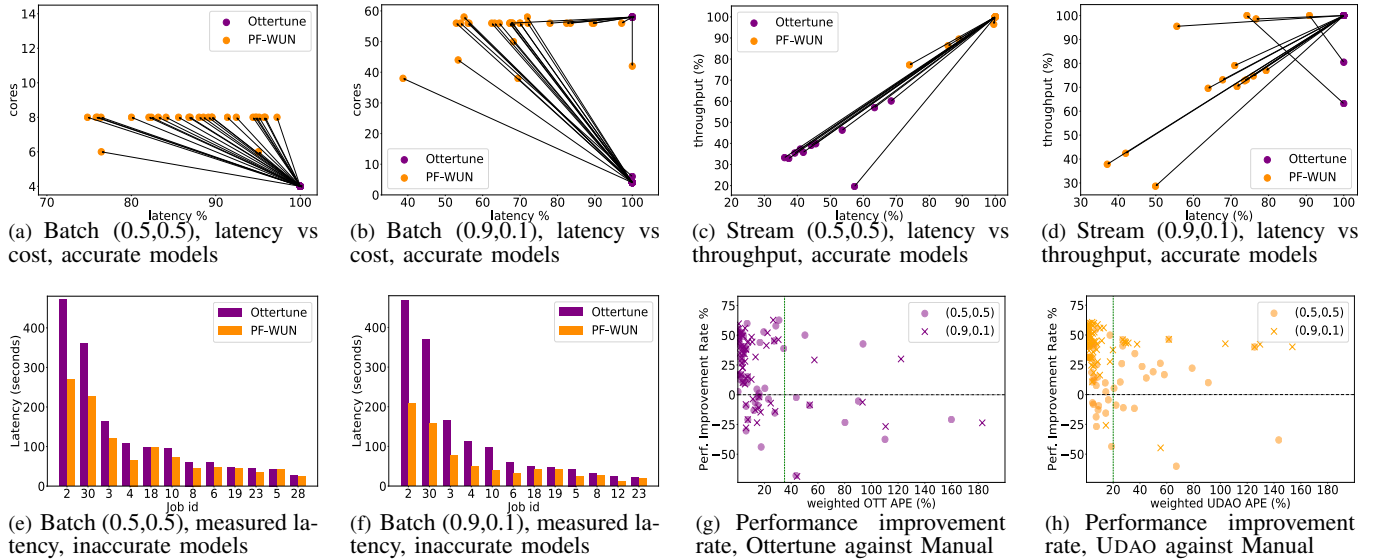 14
12
10
8
6
4
cores
70
80
90
100
latency %
Ottertune
PF-WUN
(a) Batch (0.5,0.5), latency vs
cost, accurate models
60
50
40
30
20
10
0
cores
40
50
60
70
80
90
100
latency %
Ottertune
PF-WUN
(b) Batch (0.9,0.1), latency vs
cost, accurate models
100
90
80
70
60
50
40
30
20
throughput (%)
30
40
50
60
70
80
90
100
latency (%)
Ottertune
PF-WUN
(c) Stream (0.5,0.5), latency vs
throughput, accurate models
100
90
80
70
60
50
40
30
throughput (%)
30
40
50
60
70
80
90
100
latency (%)
Ottertune
PF-WUN
(d) Stream (0.9,0.1), latency vs
throughput, accurate models
400
300
200
100
0
Latency (seconds)
2 30 3 4 18 10 8 6 19 23 5 28
Job id
Ottertune
PF-WUN
(e) Batch (0.5,0.5), measured la-
tency, inaccurate models
400
300
200
100
0
Latency (seconds)
2 30 3 4 10 6 18 19 5 8 12 23
Job id
Ottertune
PF-WUN
(f) Batch (0.9,0.1), measured la-
tency, inaccurate models
75
50
25
0
−25
−50
Perf. Improvement Rate %
20 40 60 80 100 120 140 160 180
weighted OTT APE (%)
(0.5,0.5)
(0.9,0.1)
(g) Performance improvement
rate, Ottertune against Manual
75
50
25
0
−25
−50
Perf. Improvement Rate %
20 40 60 80 100 120 140 160 180
weighted UDAO APE (%)
(0.5,0.5)
(0.9,0.1)
(h) Performance improvement
rate, UDAO against Manual